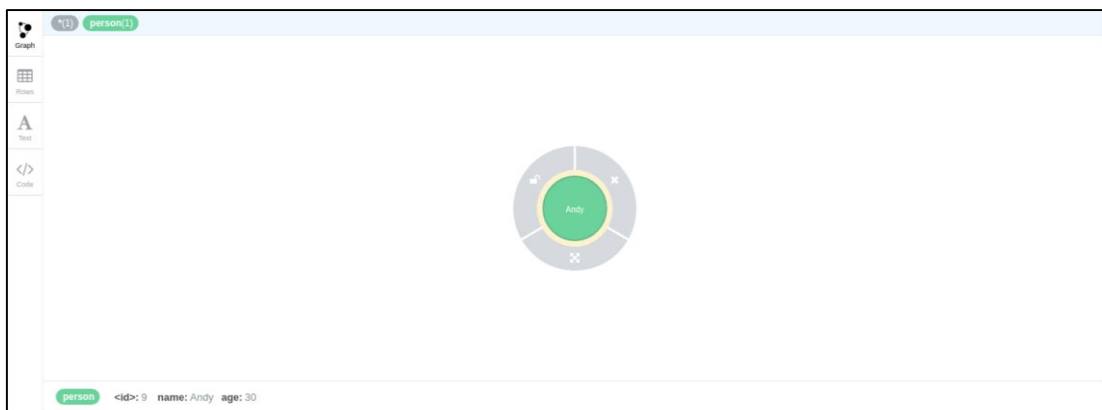 *(1) person(1)
Graph
Rows
A
Text
</>
Code
Andy
person <id>: 9 name: Andy age: 30